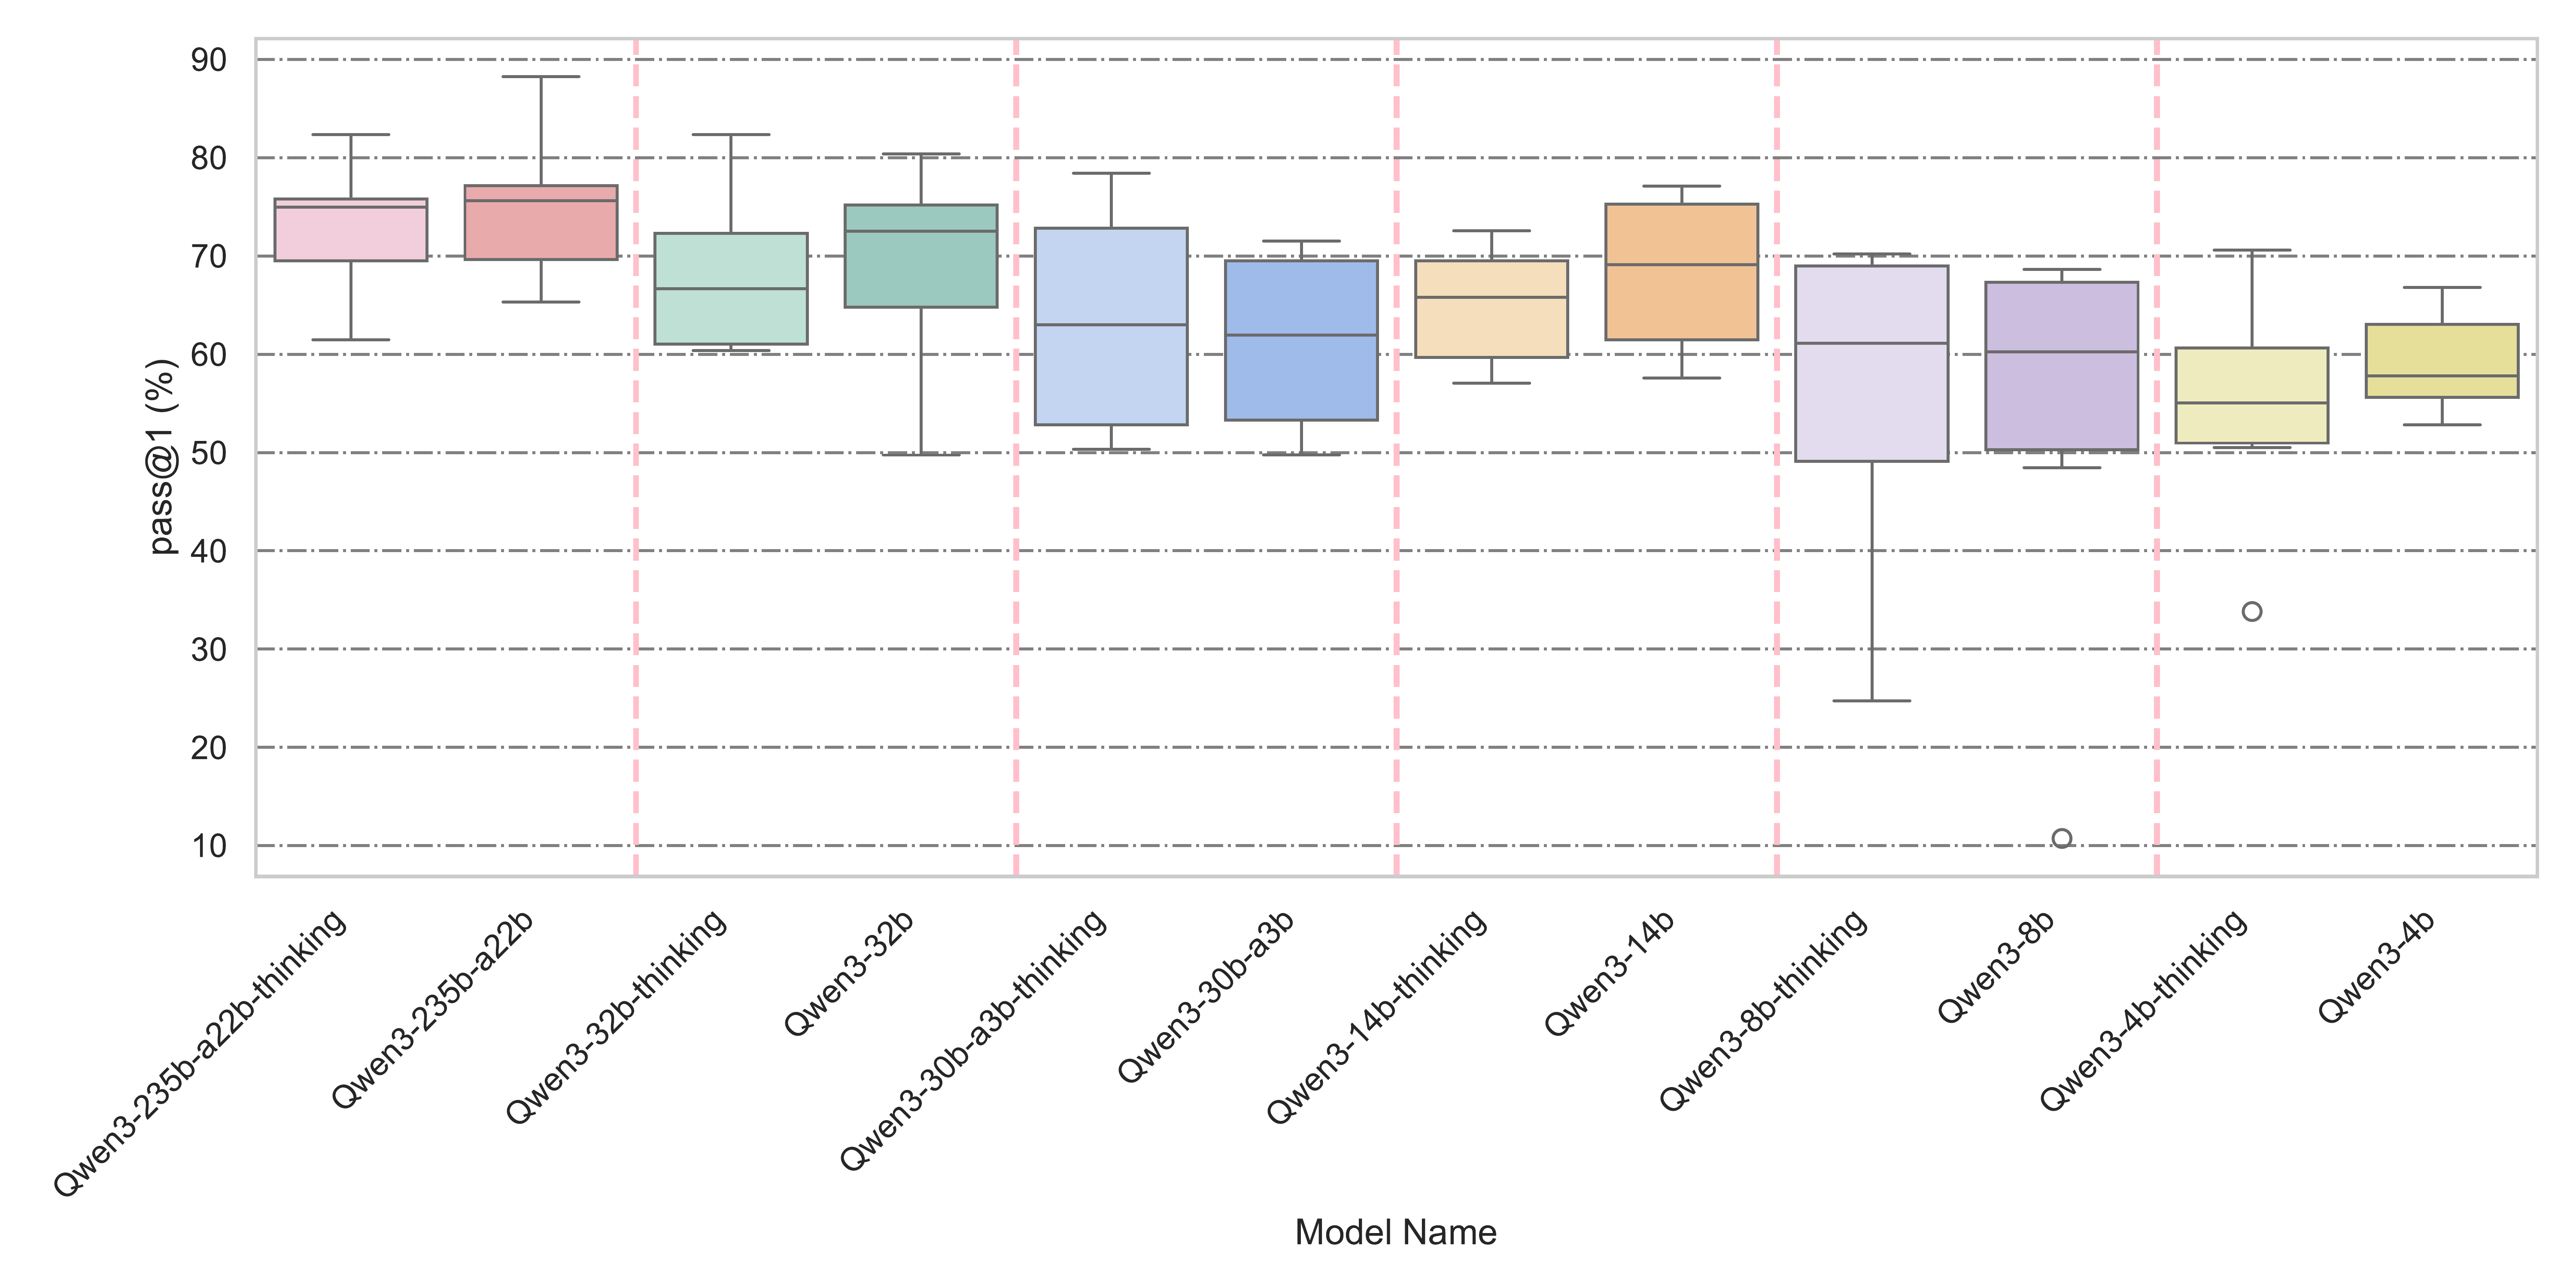 90
80
70
60
50
40
30
20
10
pass@1 (%)
Qwen3-235b-a22b-thinking
Qwen3-235b-a22b
Qwen3-32b-thinking
Qwen3-32b
Qwen3-30b-a3b-thinking
Qwen3-30b-a3b
Qwen3-14b-thinking
Qwen3-14b
Qwen3-8b-thinking
Qwen3-8b
Qwen3-4b-thinking
Qwen3-4b
Model Name